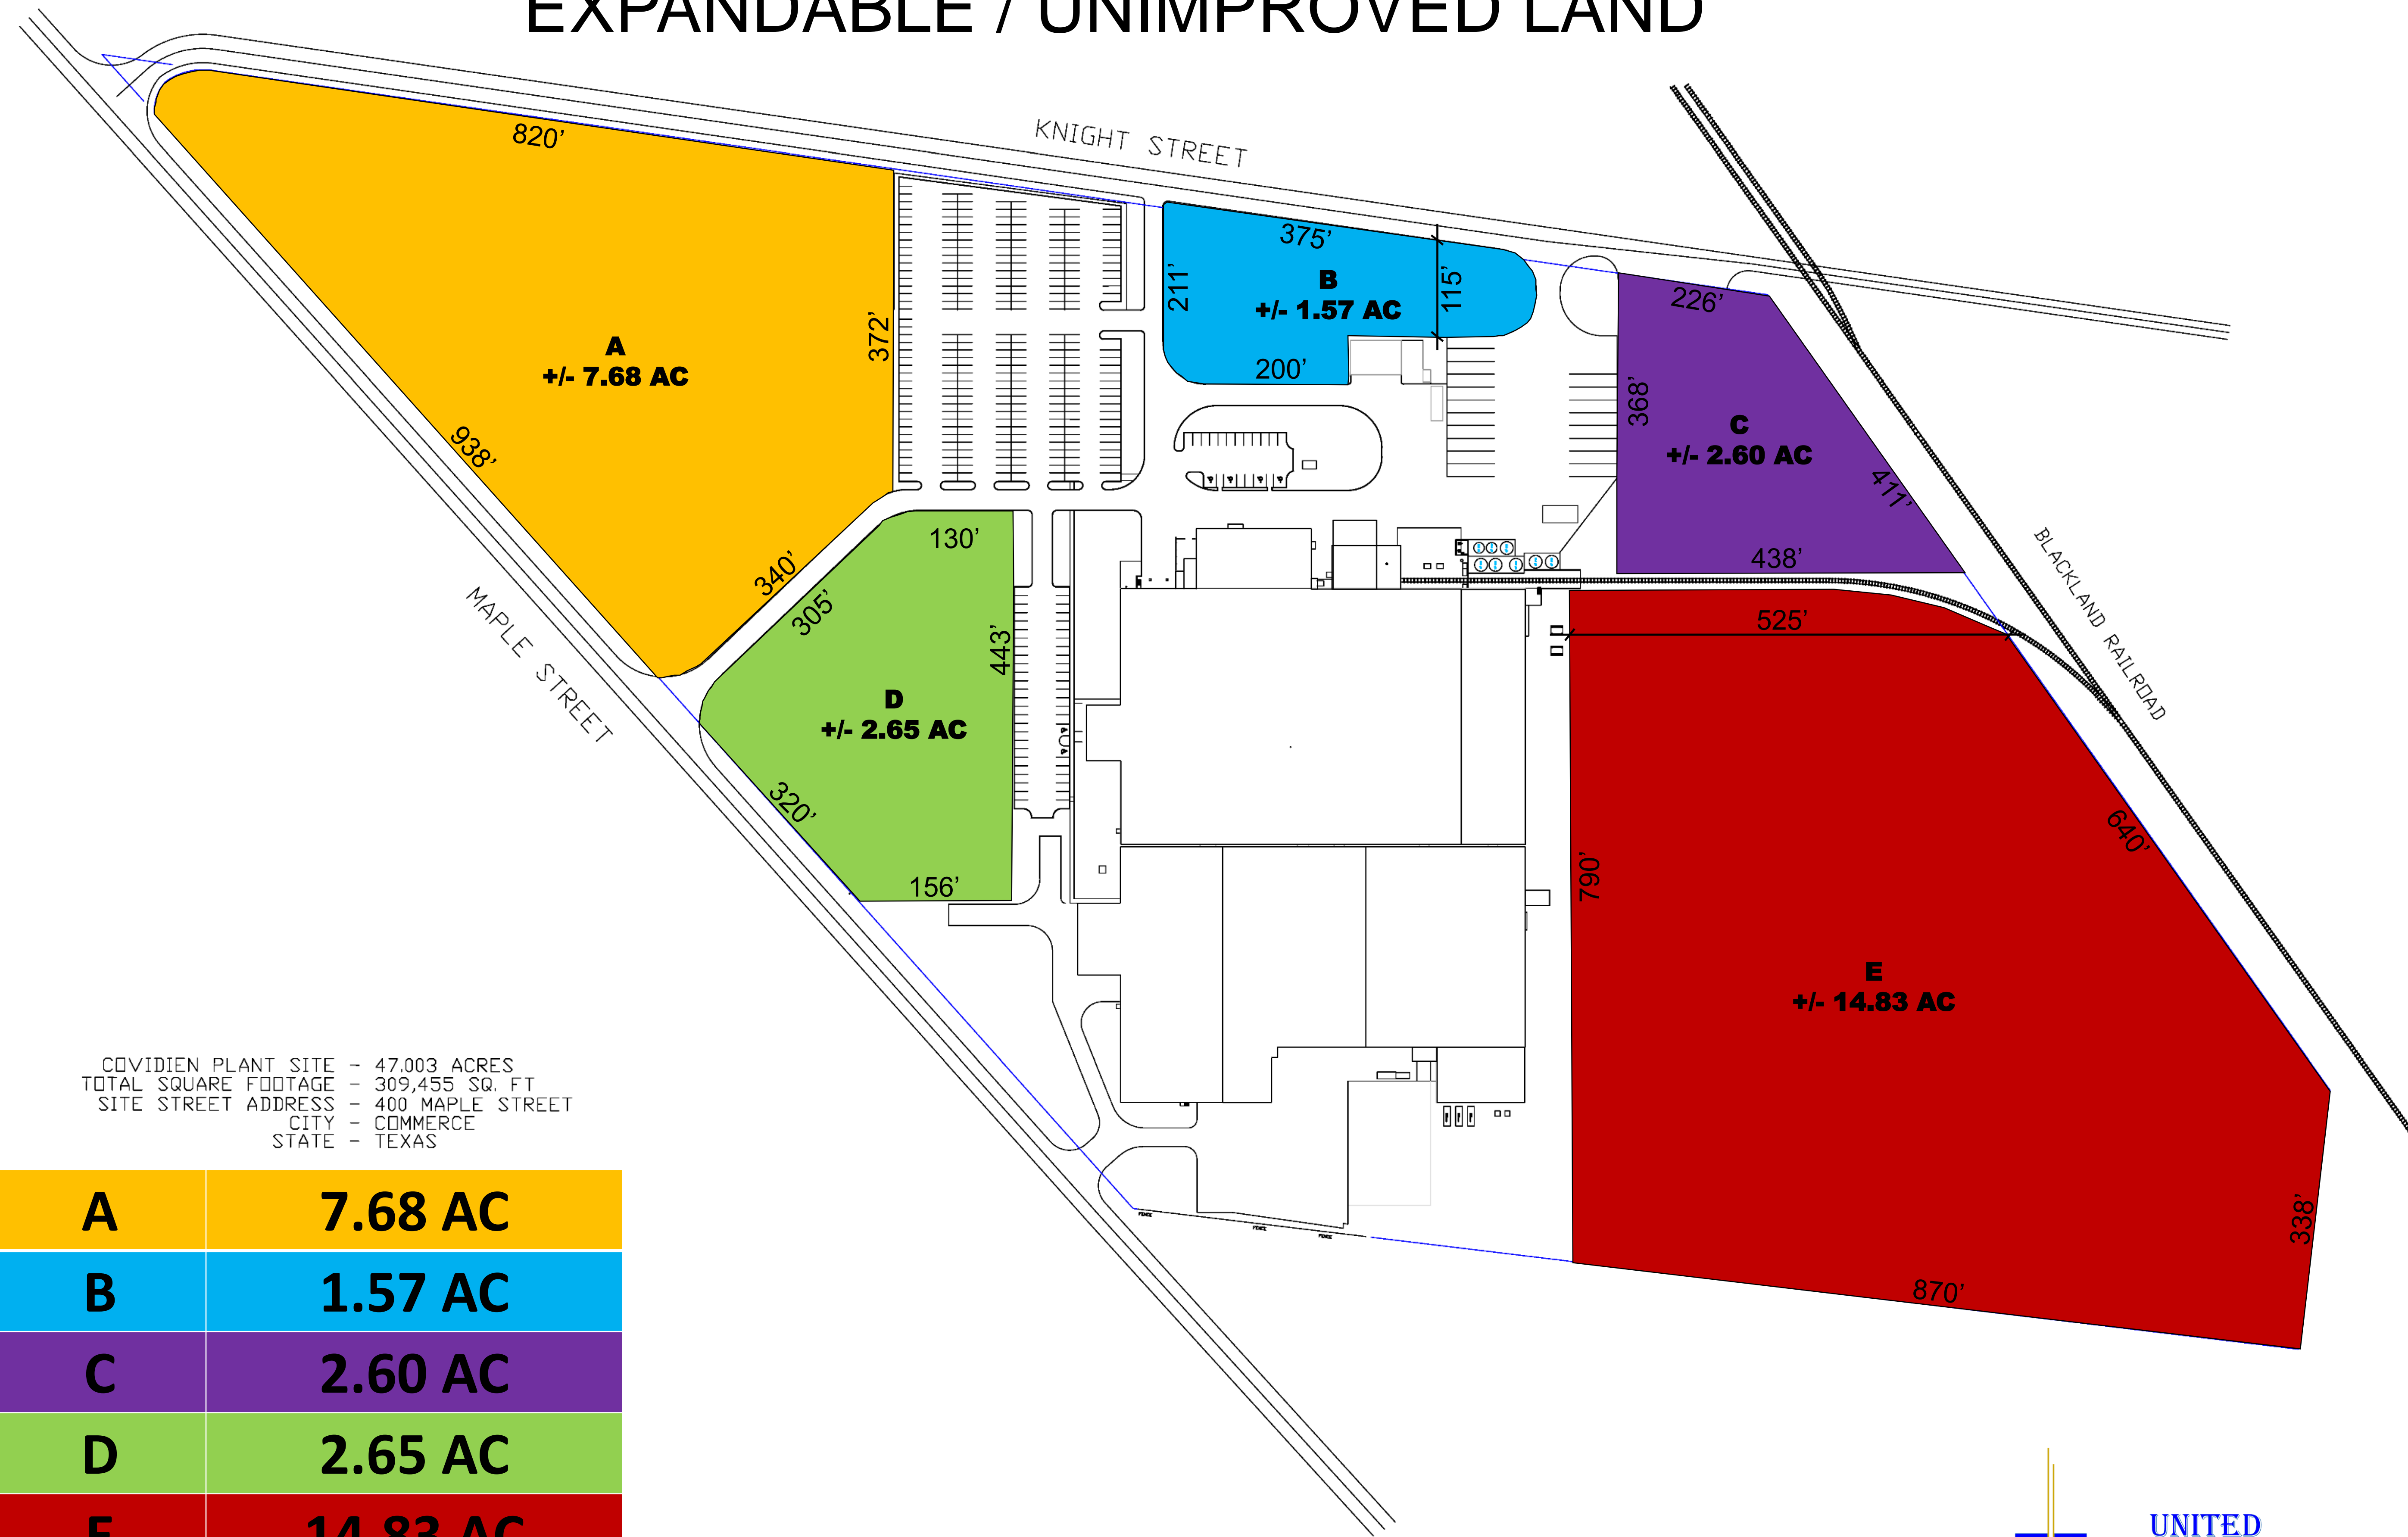 EXPANDABLE / UNIMPROVED LAND
KNIGHT STREET
820’
375’
211’
B
+/- 1.57 AC
115’
200’
226’
A
+/- 7.68 AC
372’
368’
C
+/- 2.60 AC
411’
438’
938’
340’
130’
305’
443’
525’
BLACKLAND RAILROAD
MAPLE STREET
D
+/- 2.65 AC
320’
156’
640’
790’
E
+/- 14.83 AC
338’
870’
FENCE
FENCE
FENCE
COVIDIEN PLANT SITE - 47.003 ACRES
TOTAL SQUARE FOOTAGE - 309,455 SQ. FT
SITE STREET ADDRESS - 400 MAPLE STREET
CITY - COMMERCE
STATE - TEXAS
A 7.68 AC
B 1.57 AC
C 2.60 AC
D 2.65 AC
E 14.83 AC
UNITED